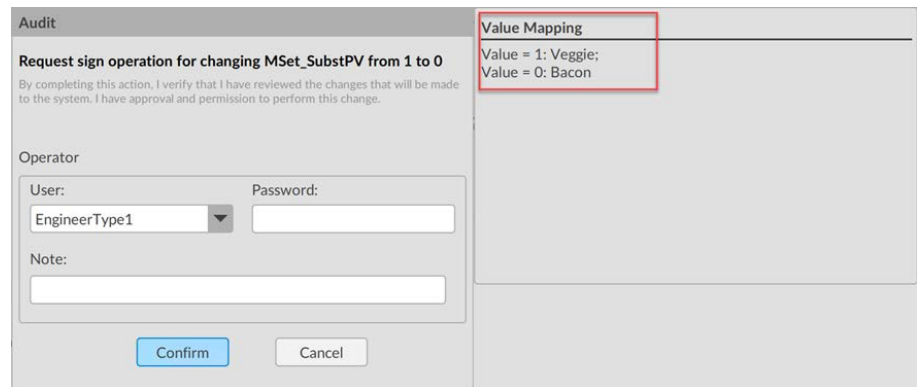 Audit
Request sign operation for changing MSet_SubstPV from 1 to 0
By completing this action, I verify that I have reviewed the changes that will be made
to the system. I have approval and permission to perform this change.
Operator
User:
Password:
EngineerType1
Note:
Confirm
Cancel
Value Mapping
Value = 1: Veggie;
Value = 0: Bacon